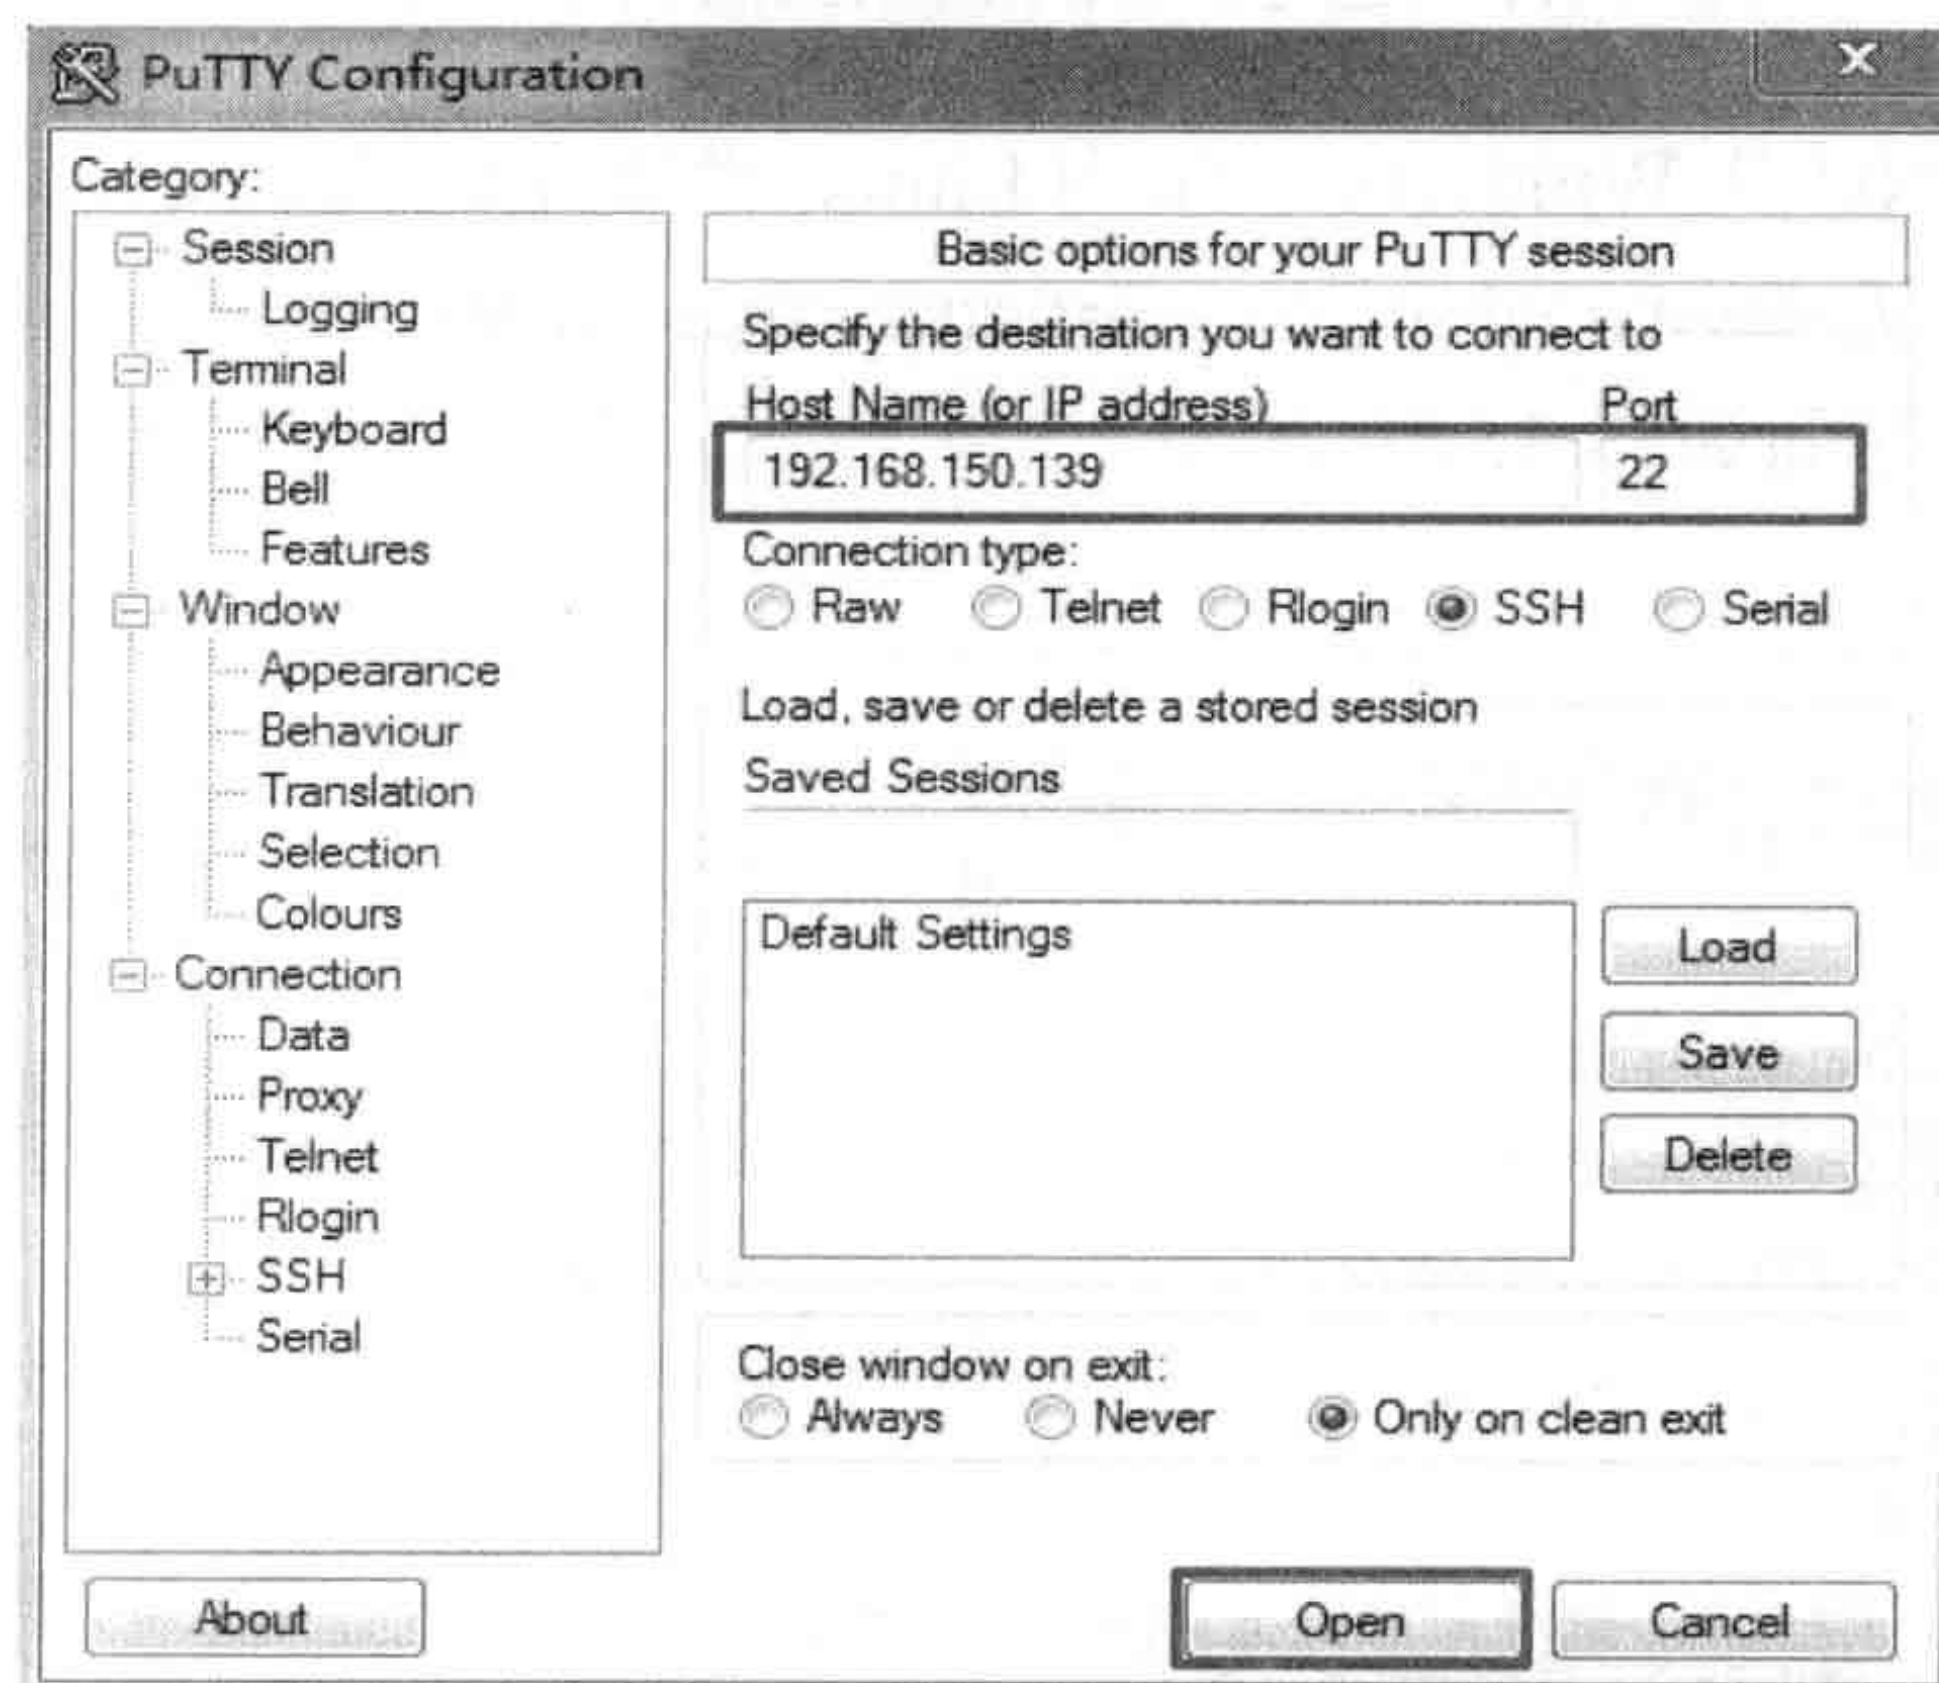 PuTTY Configuration
Category:
Session
Logging
Terminal
Keyboard
Bell
Features
Window
Appearance
Behaviour
Translation
Selection
Colours
Connection
Data
Proxy
Telnet
Rlogin
SSH
Serial
Basic options for your PuTTY session
Specify the destination you want to connect to
Host Name (or IP address) Port
192.168.150.139 22
Connection type:
Raw Telnet Rlogin SSH Serial
Load, save or delete a stored session
Saved Sessions
Default Settings
Load
Save
Delete
Close window on exit:
Always Never Only on clean exit
About Open Cancel